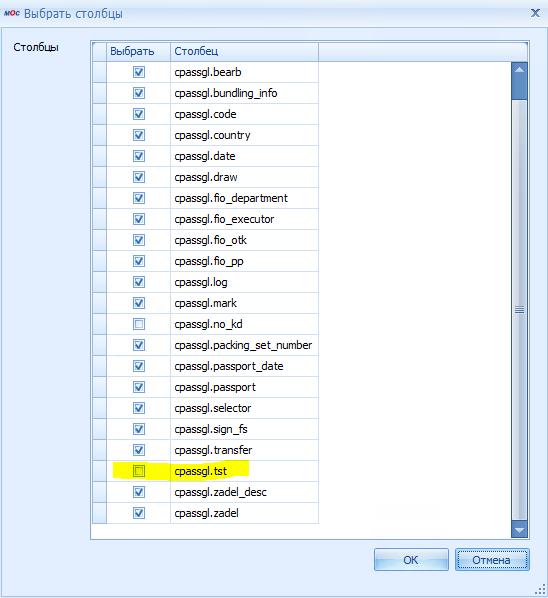 МОС Выбрать столбцы
Столбцы
Выбрать Столбец
cpassgl.bearb
cpassgl.bundling_info
cpassgl.code
cpassgl.country
cpassgl.date
cpassgl.draw
cpassgl.fio_department
cpassgl.fio_executor
cpassgl.fio_otk
cpassgl.fio_pp
cpassgl.log
cpassgl.mark
cpassgl.no_kd
cpassgl.packing_set_number
cpassgl.passport_date
cpassgl.passport
cpassgl.selector
cpassgl.sign_fs
cpassgl.transfer
cpassgl.tst
cpassgl.zadel_desc
cpassgl.zadel
ОК Отмена